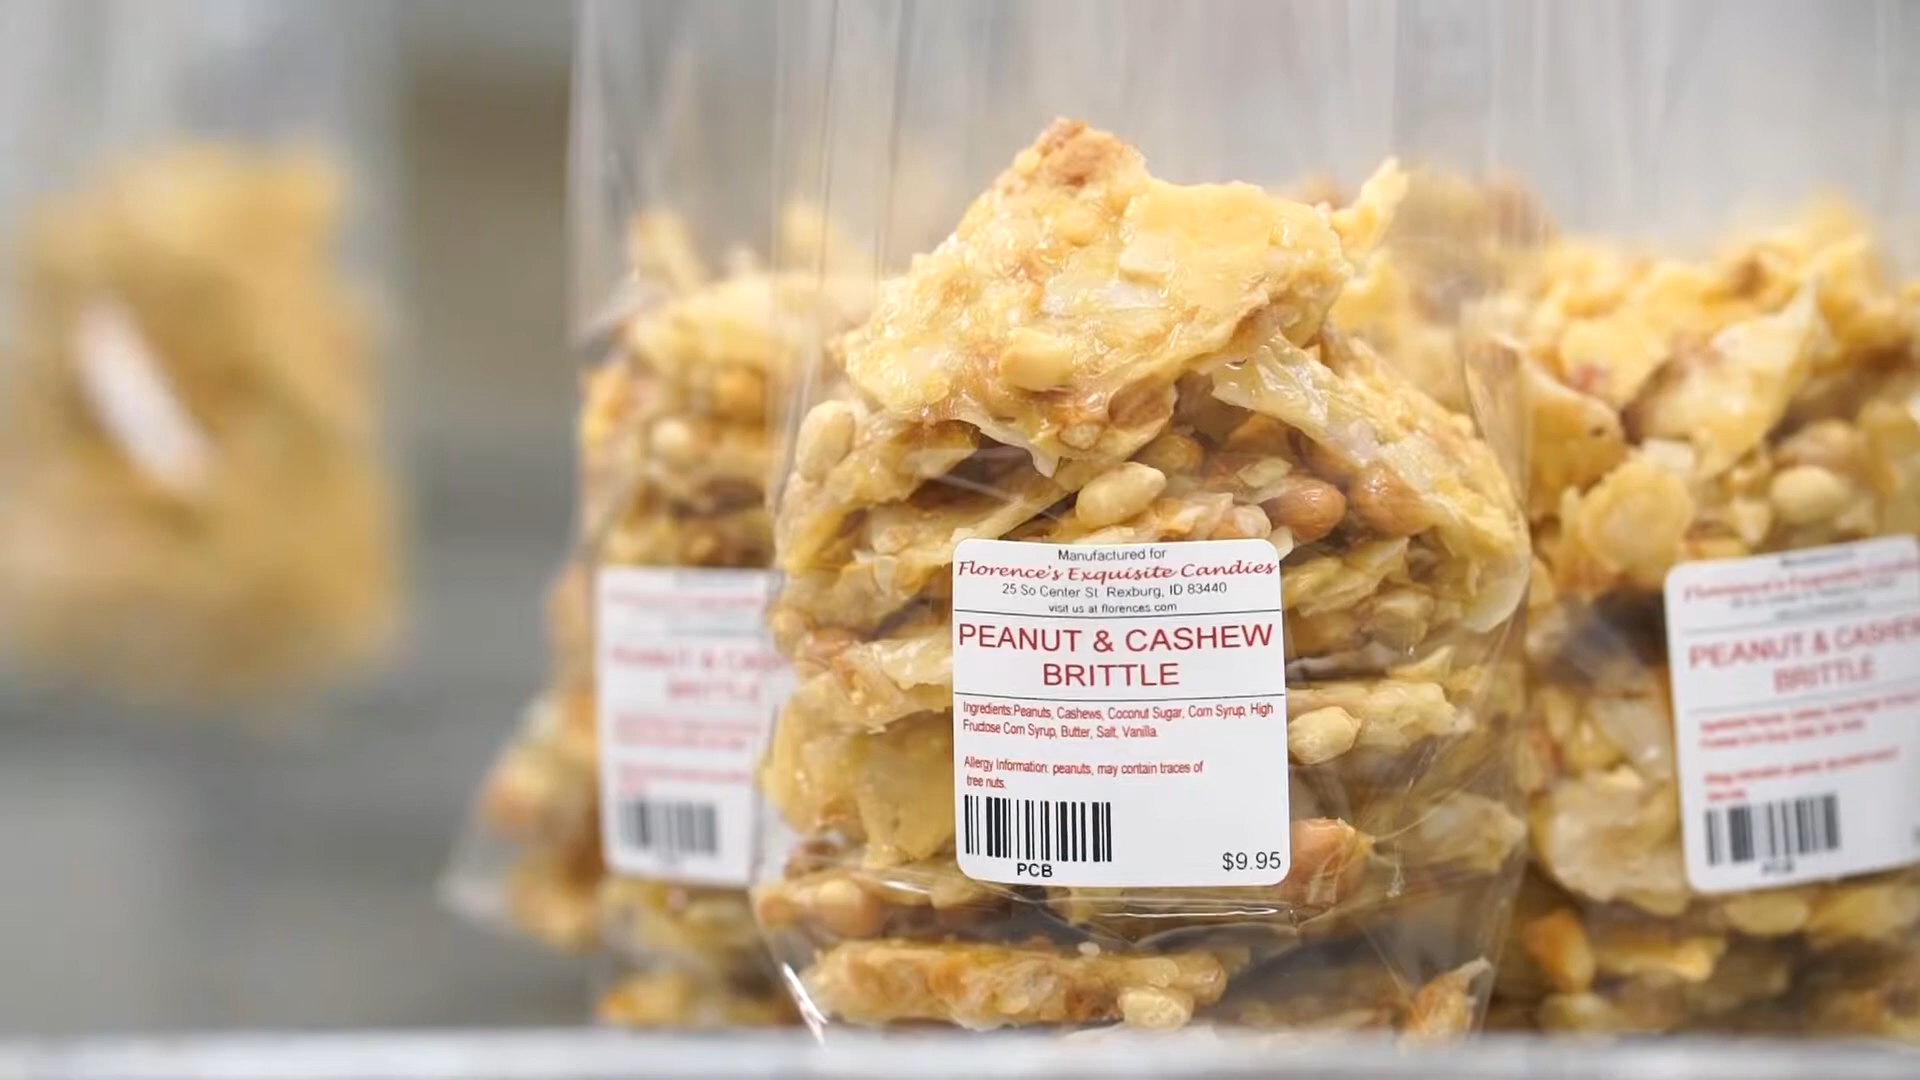 Manufactured for
Florence's Exquisite Candies
25 So Center St Rexburg, ID 83440
visit us at florences.com
PEANUT & CASHEW
BRITTLE
Ingredients:Peanuts, Cashews, Coconut Sugar, Corn Syrup, High
Fructose Corn Syrup, Butter, Salt, Vanilla.
Allergy Information: peanuts, may contain traces of
tree nuts.
PCB
$9.95
PEANUT & CASHEW
BRITTLE
PCB
PEANUT & CASH
BRITTLE